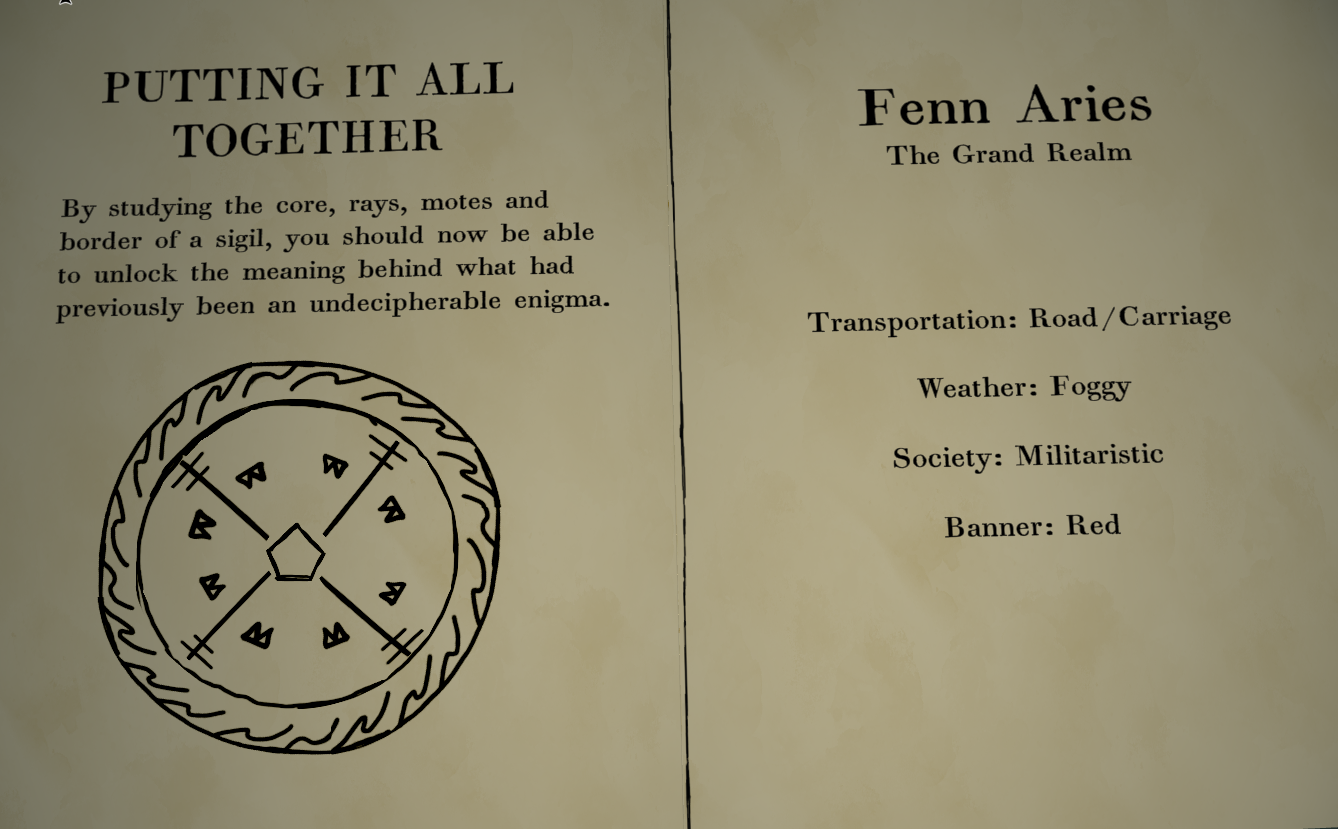 PUTTING IT ALL
TOGETHER
By studying the core, rays, motes and
border of a sigil, you should now be able
to unlock the meaning behind what had
previously been an undecipherable enigma.
Fenn Aries
The Grand Realm
Transportation: Road/Carriage
Weather: Foggy
Society: Militaristic
Banner: Red